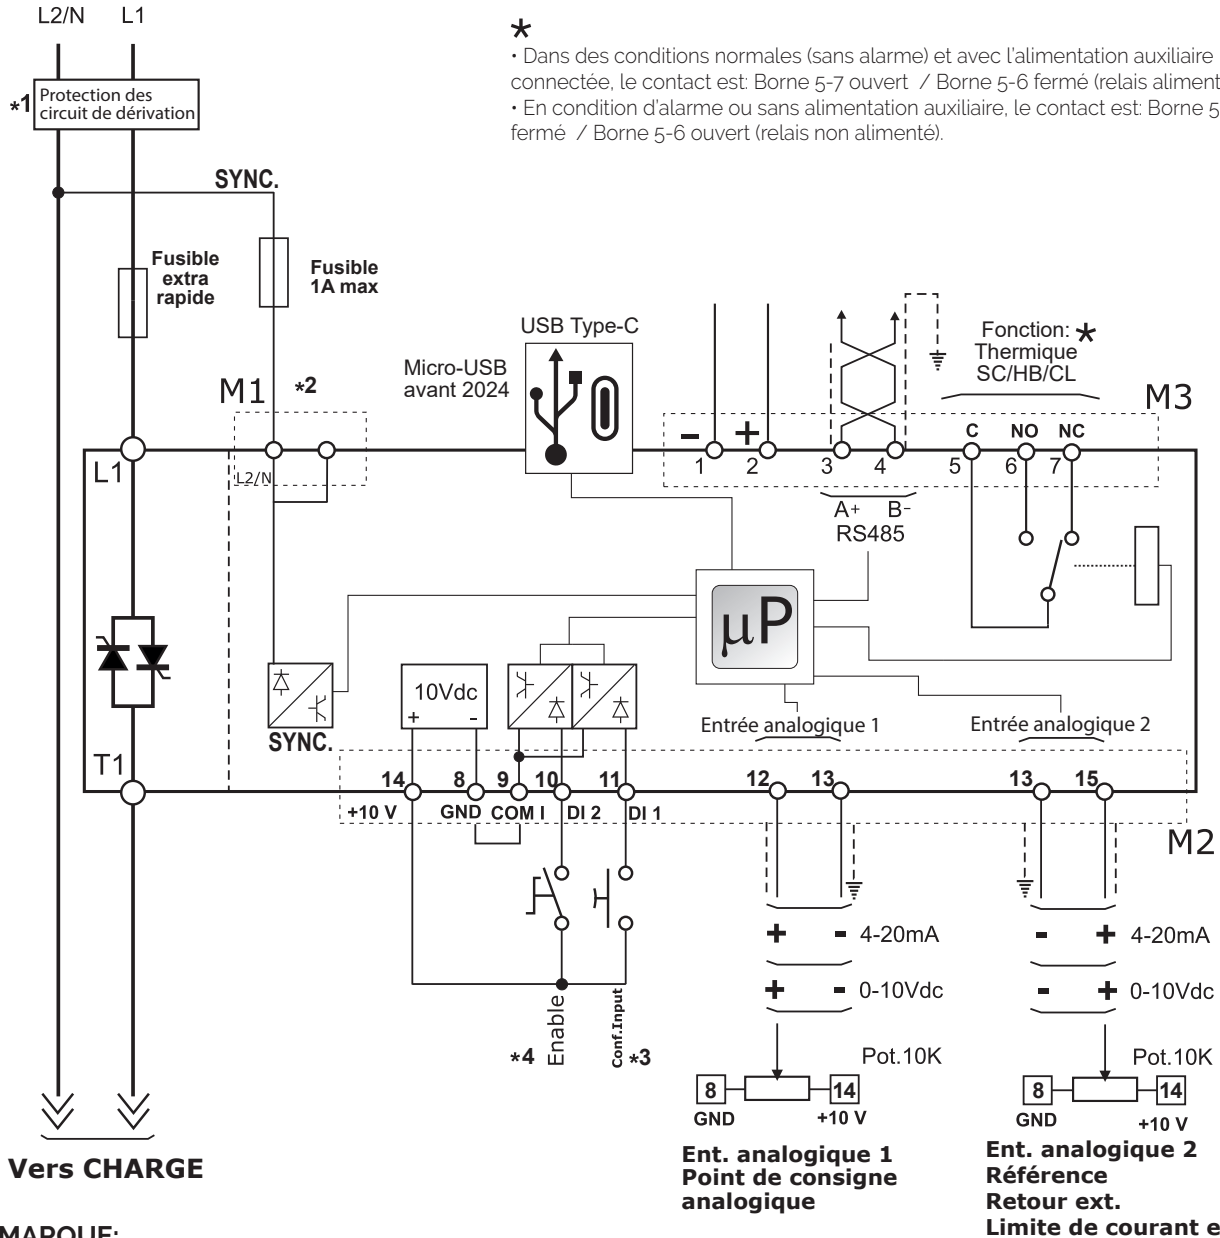 L2/N L1
*
• Dans des conditions normales (sans alarme) et avec l'alimentation auxiliaire
connectée, le contact est: Borne 5-7 ouvert / Borne 5-6 fermé (relais aliment
• En condition d'alarme ou sans alimentation auxiliaire, le contact est: Borne 5
fermé / Borne 5-6 ouvert (relais non alimenté).
*1 Protection des
circuit de dérivation
SYNC.
Fusible
extra
rapide
Fusible
1A max
USB Type-C
Micro-USB
avant 2024
Fonction: *
Thermique
SC/HB/CL
M1 *2
M3
- + C NO NC
L1 L2/N 1 2 3 4 5 6 7
A+ B-
RS485
µP
10Vdc
+ -
SYNC.
Entrée analogique 1 Entrée analogique 2
T1
14 8 9 10 11 12 13 13 15
+10 V GND COM I DI 2 DI 1
M2
+ - 4-20mA - + 4-20mA
+ - 0-10Vdc - + 0-10Vdc
*4 Enable Conf.Input *3
Pot.10K Pot.10K
8 14 8 14
GND +10 V GND +10 V
Vers CHARGE
Ent. analogique 1
Point de consigne
analogique
Ent. analogique 2
Référence
Retour ext.
Limite de courant e
MARQUE: